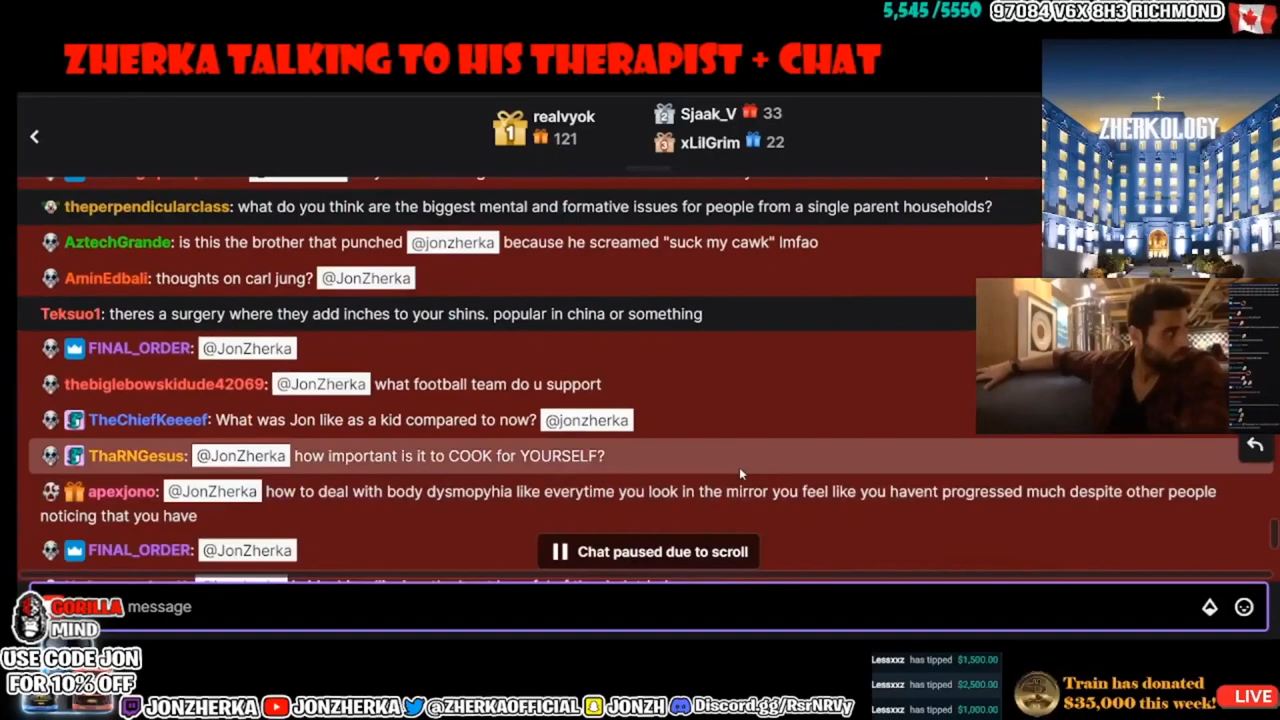 5,545 /5550
97084 V6X 8H3 RICHMOND
ZHERKA TALKING TO HIS THERAPIST + CHAT
ZHERKOLOGY
1
realvyok
121
2
Sjaak_V 33
3
xLilGrim 22
theperpendicularclass: what do you think are the biggest mental and formative issues for people from a single parent households?
AztechGrande: is this the brother that punched @jonzherka because he screamed "suck my cawk" lmfao
AminEdbali: thoughts on carl jung? @JonZherka
Teksuo1: theres a surgery where they add inches to your shins. popular in china or something
FINAL_ORDER: @JonZherka
thebiglebowskidude42069: @JonZherka what football team do u support
TheChiefKeeeef: What was Jon like as a kid compared to now? @jonzherka
ThaRNGesus: @JonZherka how important is it to COOK for YOURSELF?
apexjono: @JonZherka how to deal with body dysmopyhia like everytime you look in the mirror you feel like you havent progressed much despite other people
noticing that you have
FINAL_ORDER: @JonZherka
Chat paused due to scroll
message
GORILLA
MIND
USE CODE JON
FOR 10% OFF
Lessxxz has tipped $1,500.00
Lessxxz has tipped $2,500.00
Lessxxz has tipped $1,000.00
Train has donated
$35,000 this week!
LIVE
JONZHERKA JONZHERKA @ZHERKAOFFICIAL JONZH Discord.gg/RsrNRVy